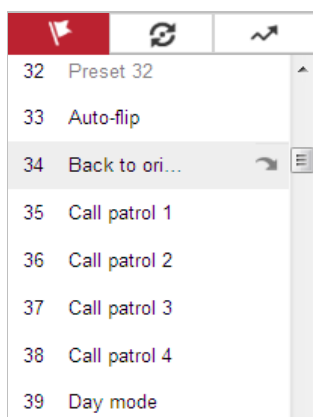 32 Preset 32
33 Auto-flip
34 Back to ori...
35 Call patrol 1
36 Call patrol 2
37 Call patrol 3
38 Call patrol 4
39 Day mode